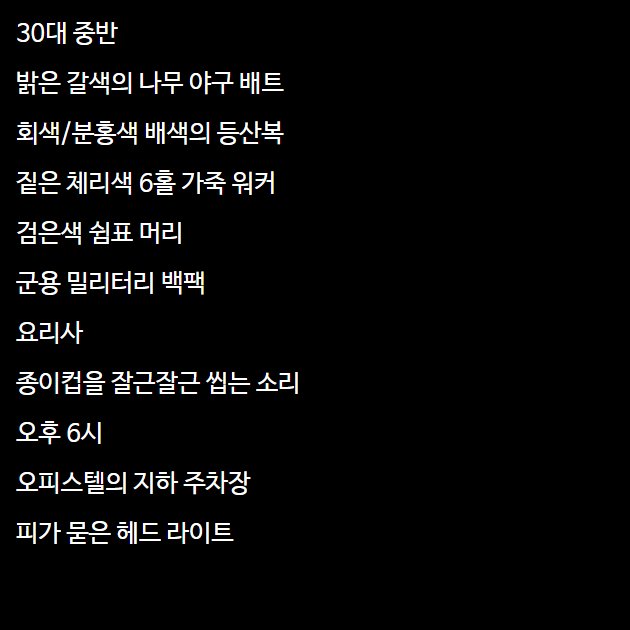 30대 중반
밝은 갈색의 나무 야구 배트
회색/분홍색 배색의 등산복
짙은 체리색 6홀 가죽 워커
검은색 쉼표 머리
군용 밀리터리 백팩
요리사
종이컵을 잘근잘근 씹는 소리
오후 6시
오피스텔의 지하 주차장
피가 묻은 헤드 라이트